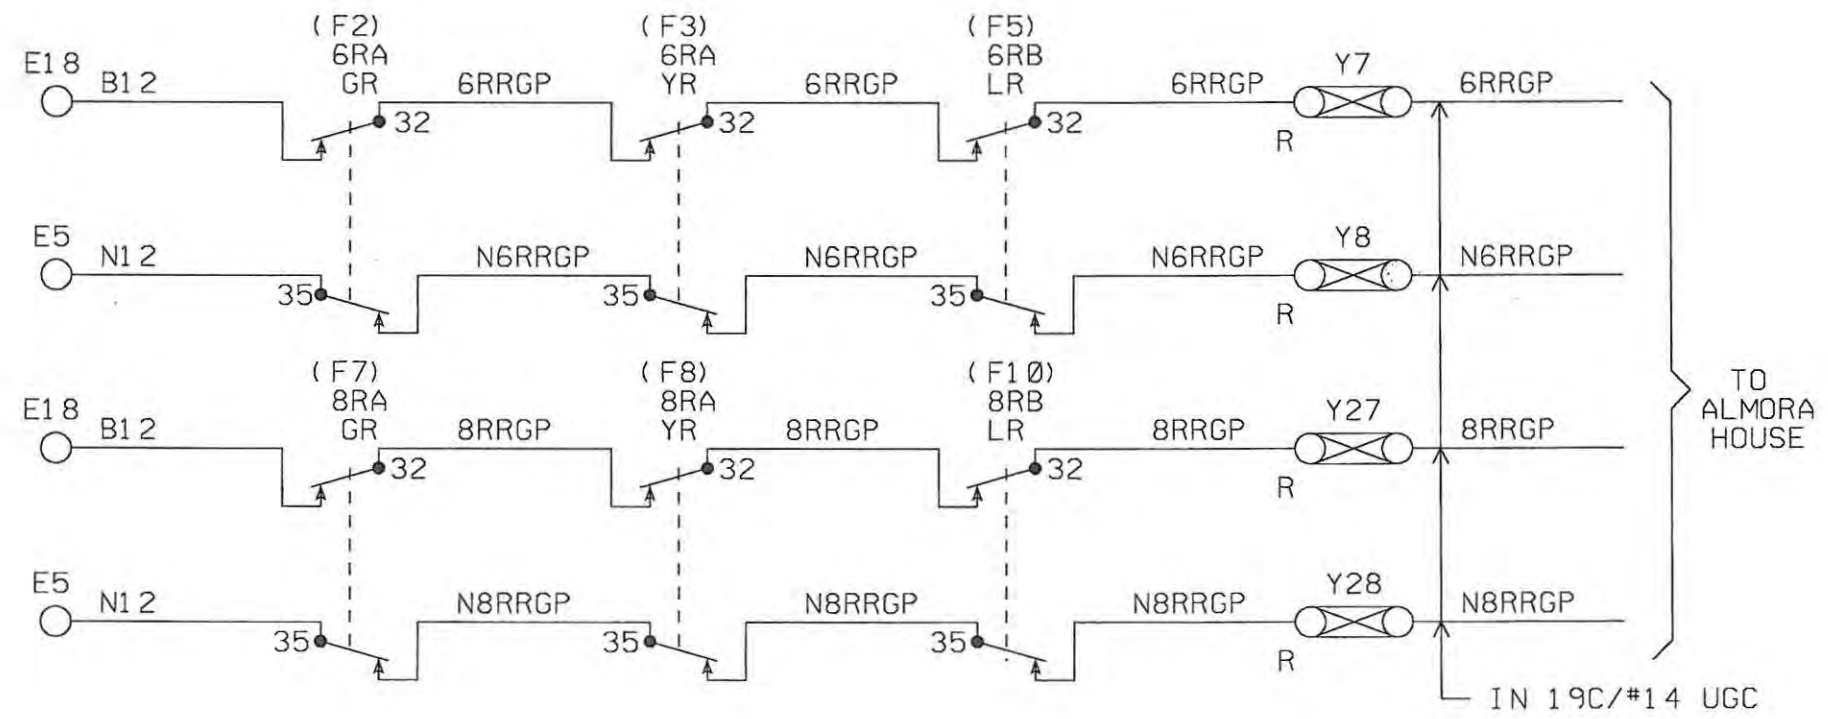 (F2) (F3) (F5)
6RA 6RA 6RB Y7
E18 B12 GR 6RRGP YR 6RRGP LR 6RRGP 6RRGP
32 32 32 R
E5 N12 N6RRGP N6RRGP N6RRGP Y8 N6RRGP
35 35 35 R
(F7) (F8) (F10)
8RA 8RA 8RB Y27
E18 B12 GR 8RRGP YR 8RRGP LR 8RRGP 8RRGP
32 32 32 R
TO
ALMORA
HOUSE
E5 N12 N8RRGP N8RRGP N8RRGP Y28 N8RRGP
35 35 35 R
IN 19C/#14 UGC